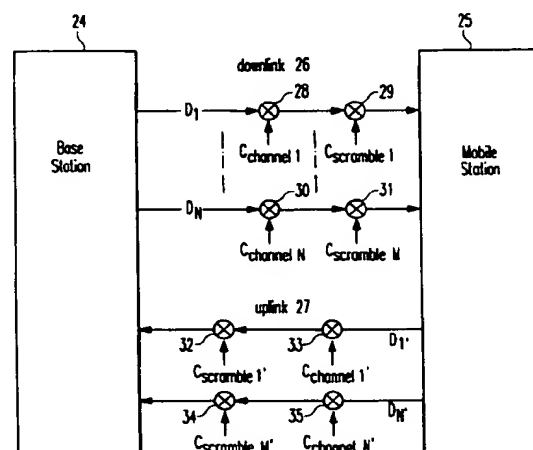 24
25
downlink 26
28
29
D1
Base
Station
Mobile
Station
Cchannel 1
Cscramble 1
30
31
DN
Cchannel N
Cscramble M
uplink 27
32
33
D1'
Cscramble 1'
Cchannel 1'
34
35
DN'
Cscramble M'
Cchannel N'